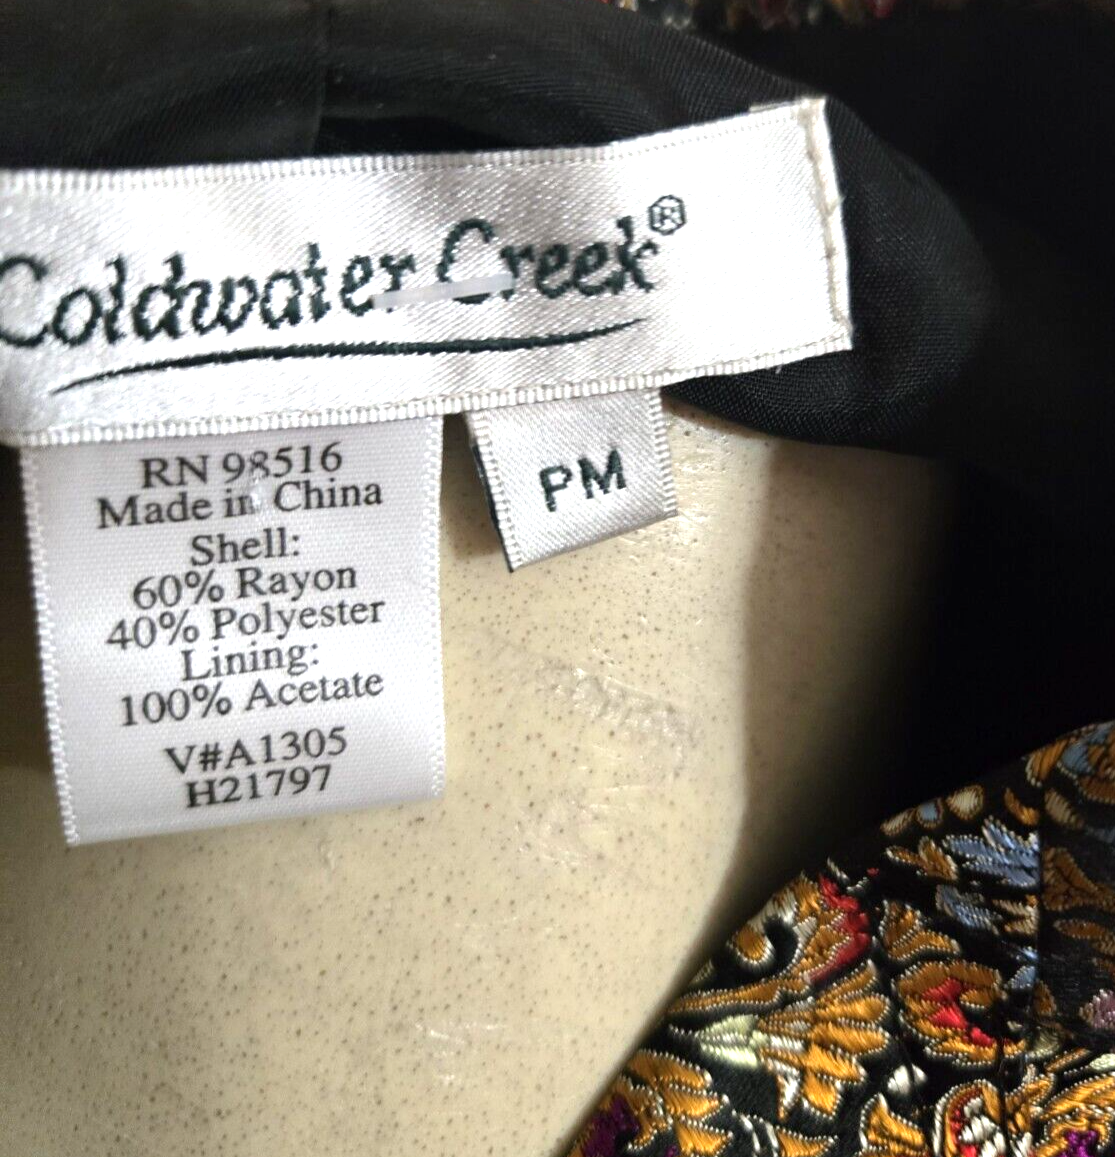 Coldwater Creek®
PM
RN 98516
Made in China
Shell:
60% Rayon
40% Polyester
Lining:
100% Acetate
V#A1305
H21797